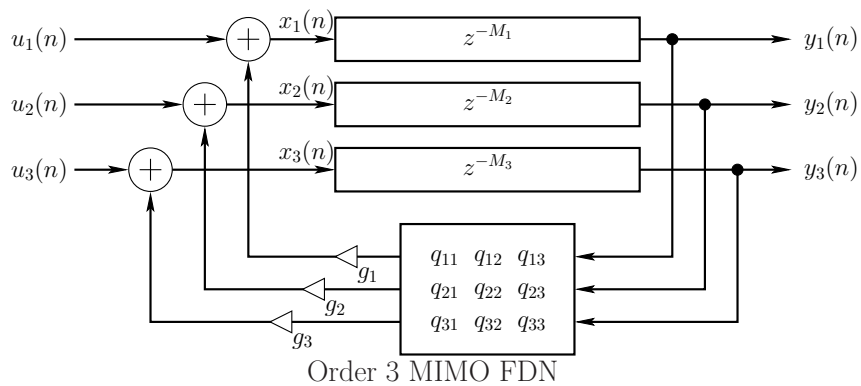 u₁(n) x₁(n) z^{-M₁} y₁(n)
u₂(n) x₂(n) z^{-M₂} y₂(n)
u₃(n) x₃(n) z^{-M₃} y₃(n)
g₁ q₁₁ q₁₂ q₁₃
g₂ q₂₁ q₂₂ q₂₃
g₃ q₃₁ q₃₂ q₃₃
Order 3 MIMO FDN